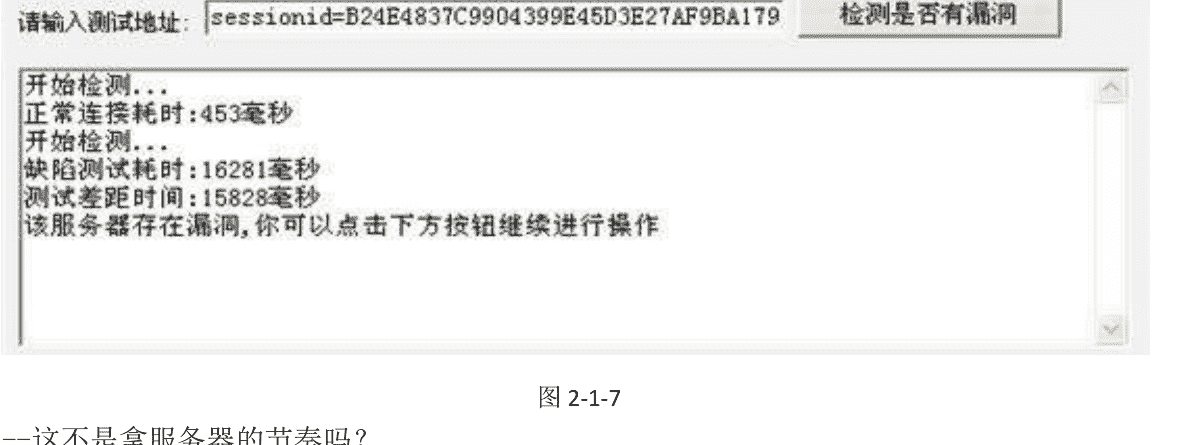 请输入测试地址: sessionid=B24E4837C9904399E45D3E27AF9BA179 检测是否有漏洞
开始检测...
正常连接耗时:453毫秒
开始检测...
缺陷测试耗时:16281毫秒
测试差距时间:15828毫秒
该服务器存在漏洞,你可以点击下方按钮继续进行操作
图 2-1-7
--这不是拿服务器的节奏吗?